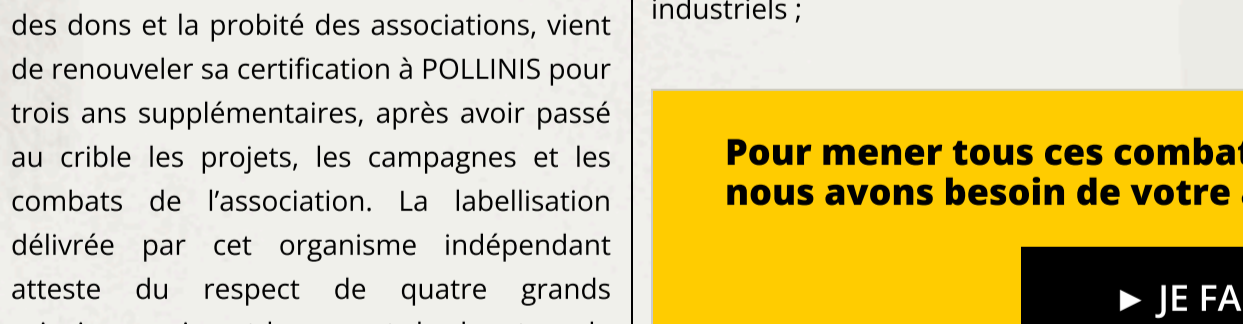 des dons et la probité des associations, vient
de renouveler sa certification à POLLINIS pour
trois ans supplémentaires, après avoir passé
au crible les projets, les campagnes et les
combats de l’association. La labellisation
délivrée par cet organisme indépendant
atteste du respect de quatre grands
industriels ;
Pour mener tous ces combat
nous avons besoin de votre
► JE FA